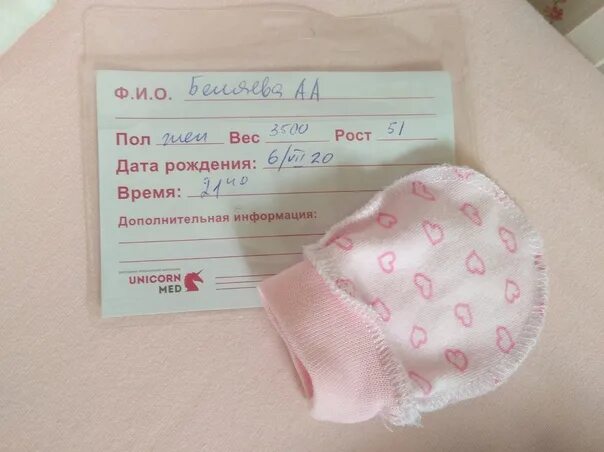 Ф.И.О. Беляева АА
Пол жен Вес 3500 Рост 51
Дата рождения: 6/VII 20
Время: 21 40
Дополнительная информация:
UNICORN
MED